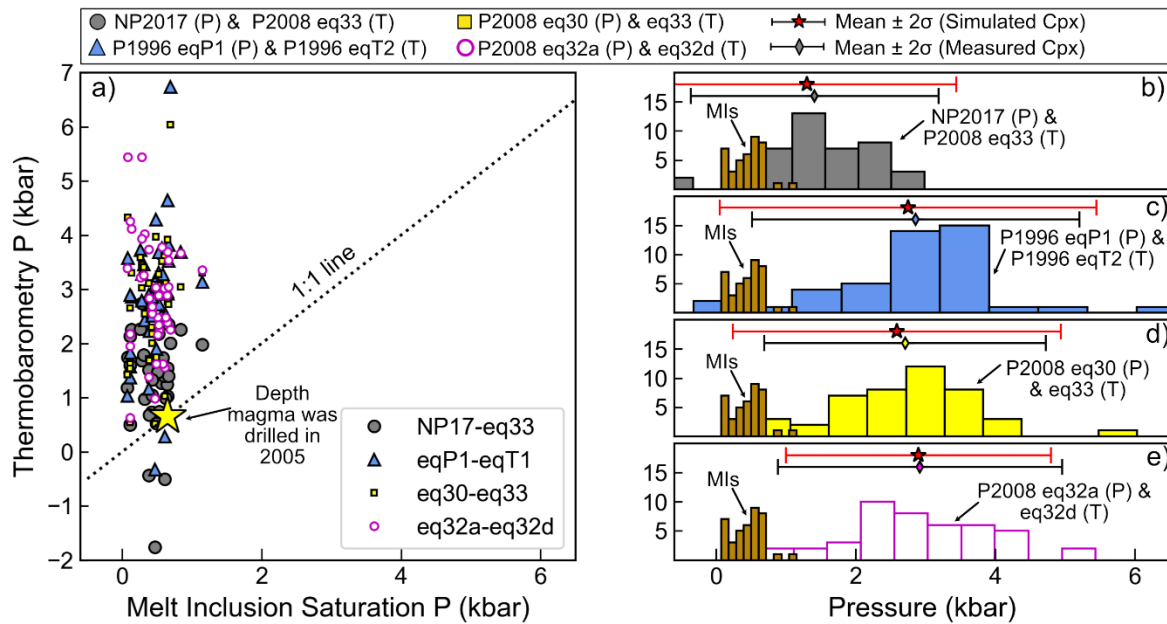 NP2017 (P) & P2008 eq33 (T)
P2008 eq30 (P) & eq33 (T)
Mean ± 2σ (Simulated Cpx)
P1996 eqP1 (P) & P1996 eqT2 (T)
P2008 eq32a (P) & eq32d (T)
Mean ± 2σ (Measured Cpx)
a)
7
6
5
4
3
2
1
0
−1
−2
Thermobarometry P (kbar)
1:1 line
Depth
magma was
drilled in
2005
NP17-eq33
eqP1-eqT1
eq30-eq33
eq32a-eq32d
0
2
4
6
Melt Inclusion Saturation P (kbar)
b)
15
10
5
MIs
NP2017 (P) &
P2008 eq33 (T)
c)
15
10
5
MIs
P1996 eqP1 (P) &
P1996 eqT2 (T)
d)
15
10
5
MIs
P2008 eq30 (P)
& eq33 (T)
e)
15
10
5
MIs
P2008 eq32a (P) &
eq32d (T)
0
2
4
6
Pressure (kbar)